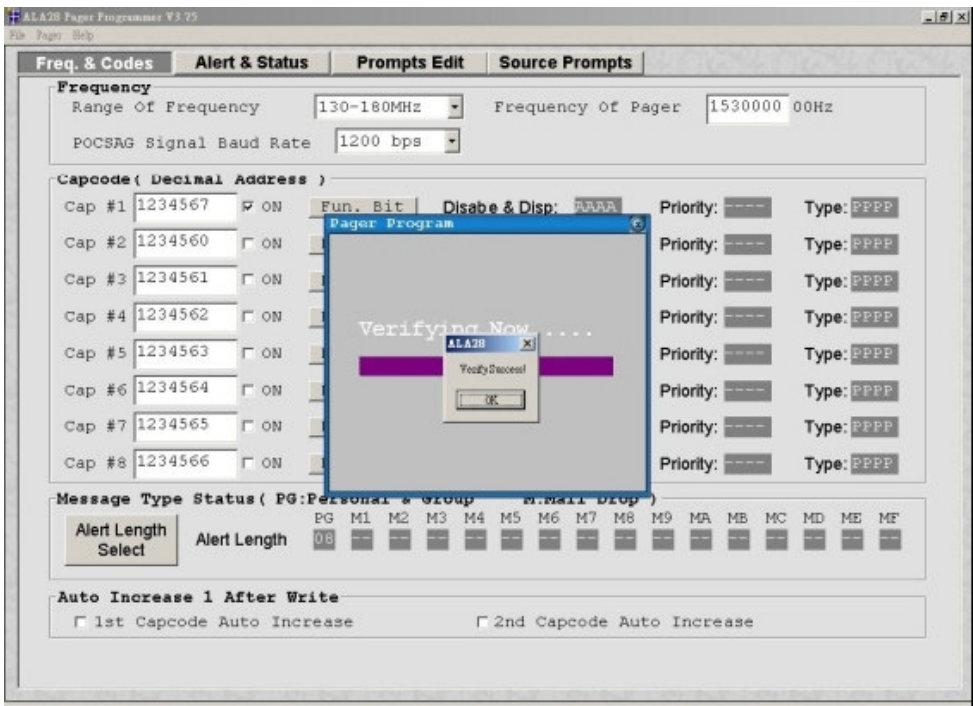 ALA28 Pager Programmer V3.75
File Pager Help
Freq. & Codes Alert & Status Prompts Edit Source Prompts
Frequency
Range Of Frequency 130-180MHz Frequency Of Pager 1530000 00Hz
POCSAG Signal Baud Rate 1200 bps
Capcode( Decimal Address )
Cap #1 1234567 ON Fun. Bit Disabe & Disp: AAAA Priority: ---- Type: PPPP
Pager Program
Cap #2 1234560 ON Priority: ---- Type: PPPP
Cap #3 1234561 ON Priority: ---- Type: PPPP
Cap #4 1234562 ON Priority: ---- Type: PPPP
Verifying Now ....
ALA28
Cap #5 1234563 ON Priority: ---- Type: PPPP
Verify Success!
Cap #6 1234564 ON Priority: ---- Type: PPPP
OK
Cap #7 1234565 ON Priority: ---- Type: PPPP
Cap #8 1234566 ON Priority: ---- Type: PPPP
Message Type Status( PG:Personal & Group M:Mail Drop )
PG M1 M2 M3 M4 M5 M6 M7 M8 M9 MA MB MC MD ME MF
Alert Length Select
Alert Length 08 -- -- -- -- -- -- -- -- -- -- -- -- -- -- --
Auto Increase 1 After Write
1st Capcode Auto Increase 2nd Capcode Auto Increase